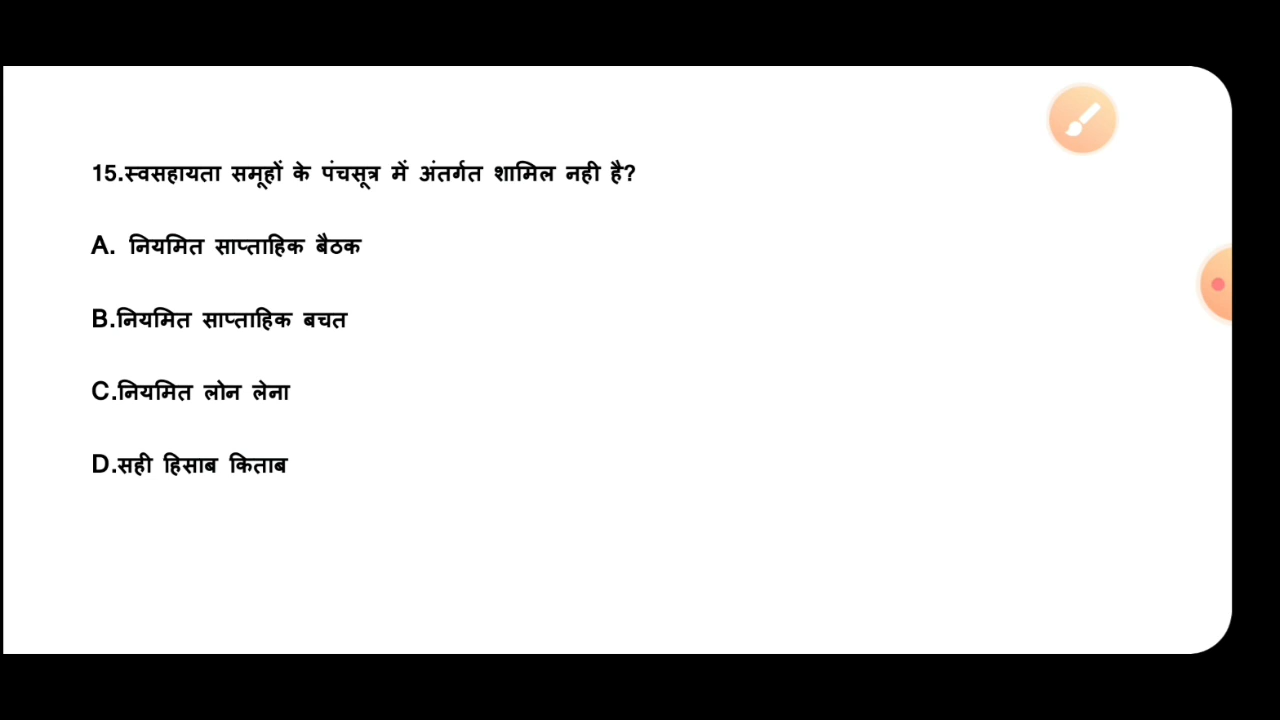 15.स्वसहायता समूहों के पंचसूत्र में अंतर्गत शामिल नही है?
A. नियमित साप्ताहिक बैठक
B.नियमित साप्ताहिक बचत
C.नियमित लोन लेना
D.सही हिसाब किताब